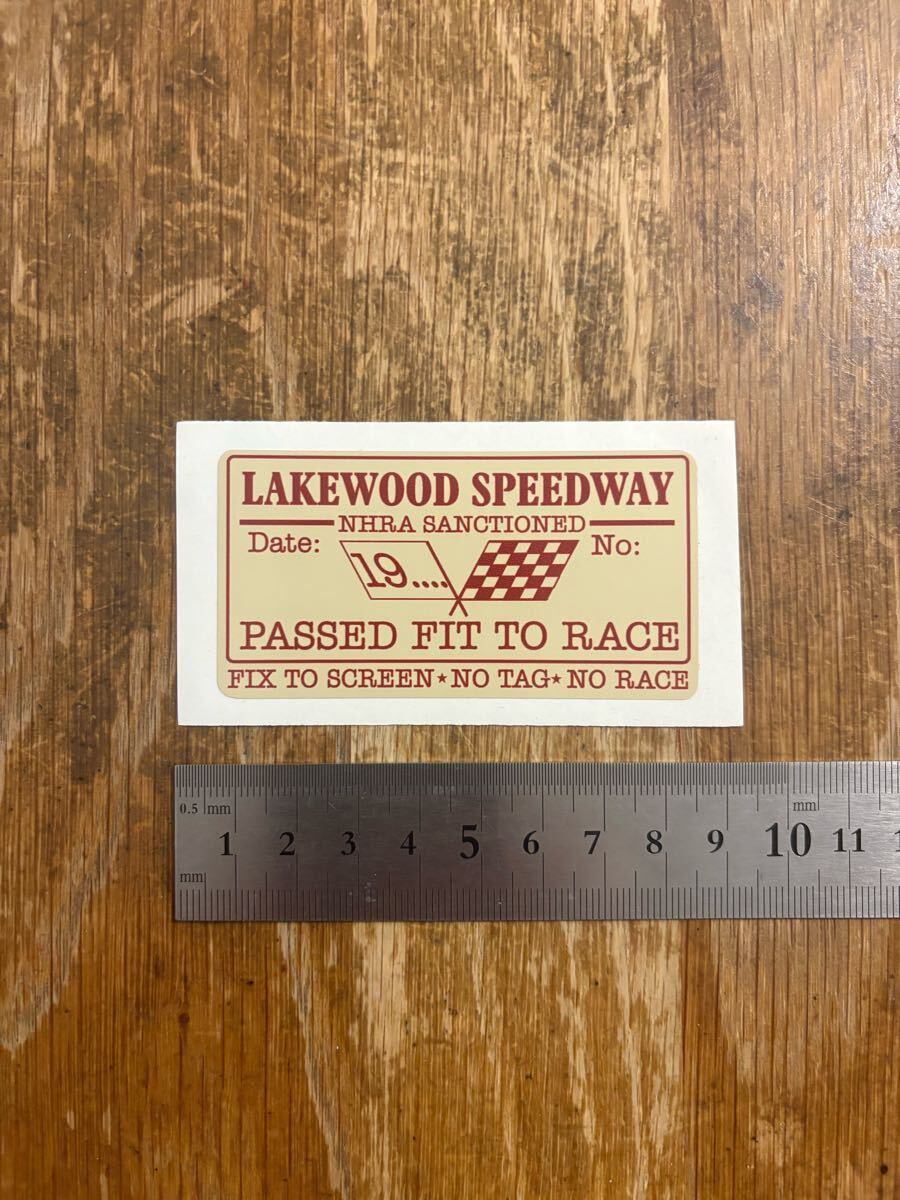 LAKEWOOD SPEEDWAY
NHRA SANCTIONED
Date: 19.... No:
PASSED FIT TO RACE
FIX TO SCREEN ★ NO TAG ★ NO RACE
0.5 mm mm
1 2 3 4 5 6 7 8 9 10 11
mm